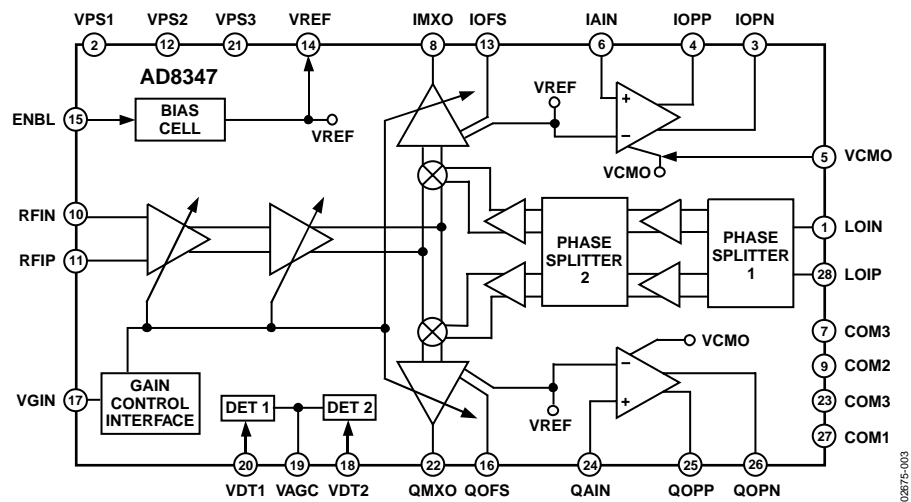 VPS1 VPS2 VPS3 VREF IMXO IOFS IAIN IOPP IOPN
2 12 21 14 8 13 6 4 3
AD8347
ENBL 15 BIAS
CELL
VREF
VREF
+
−
VCMO
5 VCMO
RFIN 10
RFIP 11
PHASE
SPLITTER
2
PHASE
SPLITTER
1
1 LOIN
28 LOIP
7 COM3
9 COM2
23 COM3
27 COM1
VCMO
−
+
VREF
VGIN 17 GAIN
CONTROL
INTERFACE
DET 1 DET 2
20 19 18 22 16 24 25 26
VDT1 VAGC VDT2 QMXO QOFS QAIN QOPP QOPN
02675-003